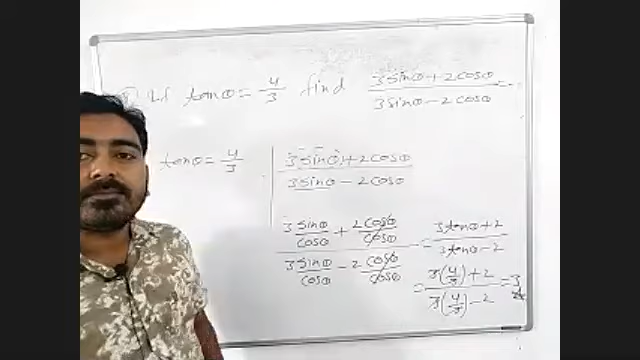 If tanθ = 4/3 find (3sinθ + 2cosθ)/(3sinθ − 2cosθ) =
tanθ = 4/3
(3sinθ + 2cosθ)/(3sinθ − 2cosθ)
(3 sinθ/cosθ + 2 cosθ/cosθ)/(3 sinθ/cosθ − 2 cosθ/cosθ) = (3tanθ + 2)/(3tanθ − 2)
= (3(4/3) + 2)/(3(4/3) − 2) = 3